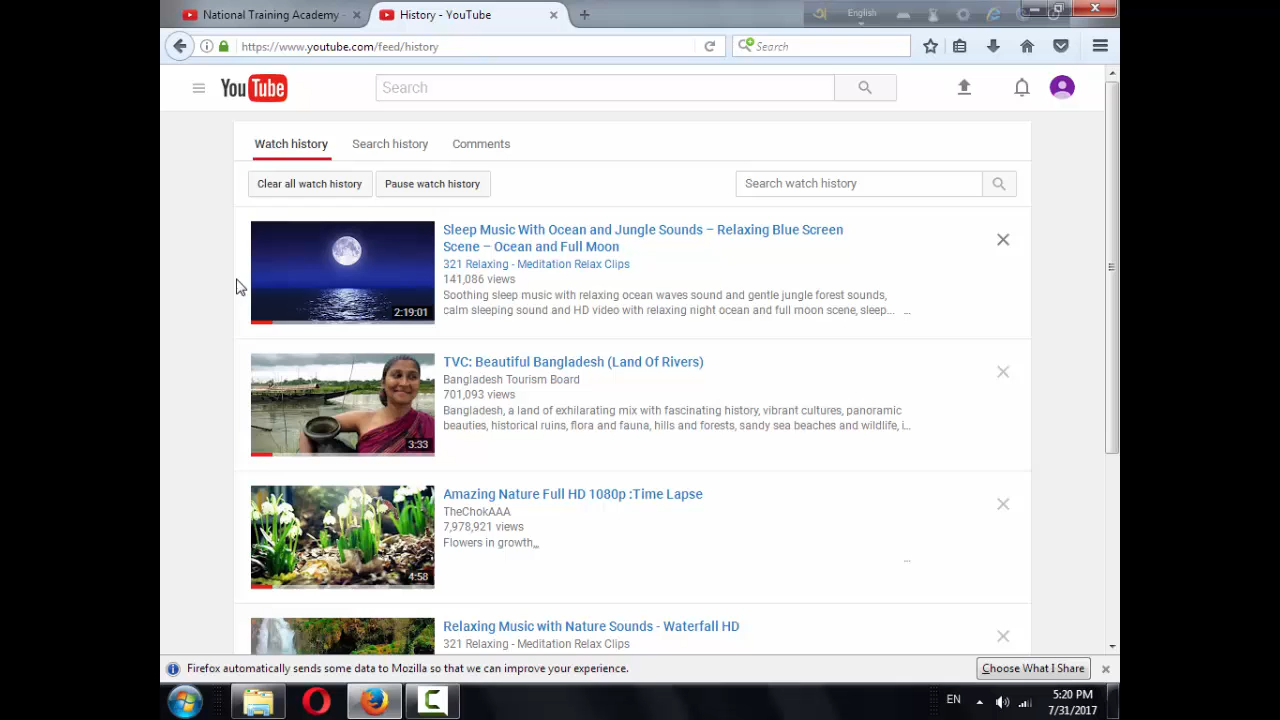 National Training Academy -
History - YouTube
English
https://www.youtube.com/feed/history
Search
YouTube
Search
Watch history
Search history
Comments
Clear all watch history
Pause watch history
Search watch history
Sleep Music With Ocean and Jungle Sounds – Relaxing Blue Screen
Scene – Ocean and Full Moon
321 Relaxing - Meditation Relax Clips
141,086 views
Soothing sleep music with relaxing ocean waves sound and gentle jungle forest sounds,
calm sleeping sound and HD video with relaxing night ocean and full moon scene, sleep... ...
2:19:01
TVC: Beautiful Bangladesh (Land Of Rivers)
Bangladesh Tourism Board
701,093 views
Bangladesh, a land of exhilarating mix with fascinating history, vibrant cultures, panoramic
beauties, historical ruins, flora and fauna, hills and forests, sandy sea beaches and wildlife, i...
3:33
Amazing Nature Full HD 1080p :Time Lapse
TheChokAAA
7,978,921 views
Flowers in growth,,,
...
4:58
Relaxing Music with Nature Sounds - Waterfall HD
321 Relaxing - Meditation Relax Clips
Firefox automatically sends some data to Mozilla so that we can improve your experience.
Choose What I Share
EN
5:20 PM
7/31/2017